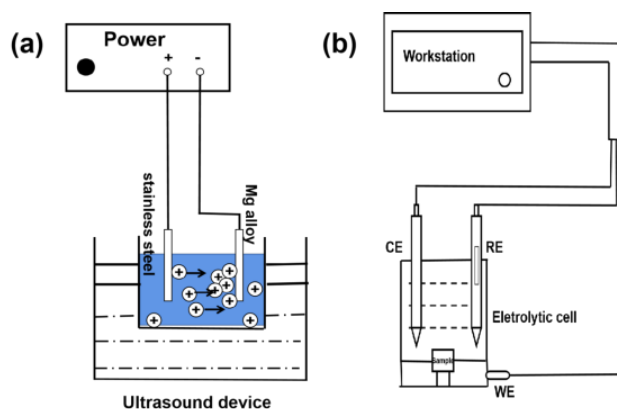 (a)
Power
+ -
stainless steel
Mg alloy
+ + + + + + + + + + + +
Ultrasound device
(b)
Workstation
CE
RE
Eletrolytic cell
Sample
WE